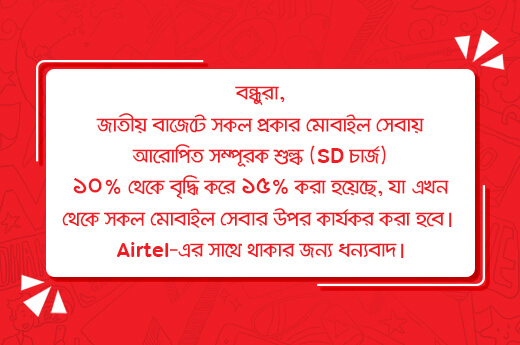 বন্ধুরা,
জাতীয় বাজেটে সকল প্রকার মোবাইল সেবায়
আরোপিত সম্পূরক শুল্ক (SD চার্জ)
১০% থেকে বৃদ্ধি করে ১৫% করা হয়েছে, যা এখন
থেকে সকল মোবাইল সেবার উপর কার্যকর করা হবে।
Airtel-এর সাথে থাকার জন্য ধন্যবাদ।